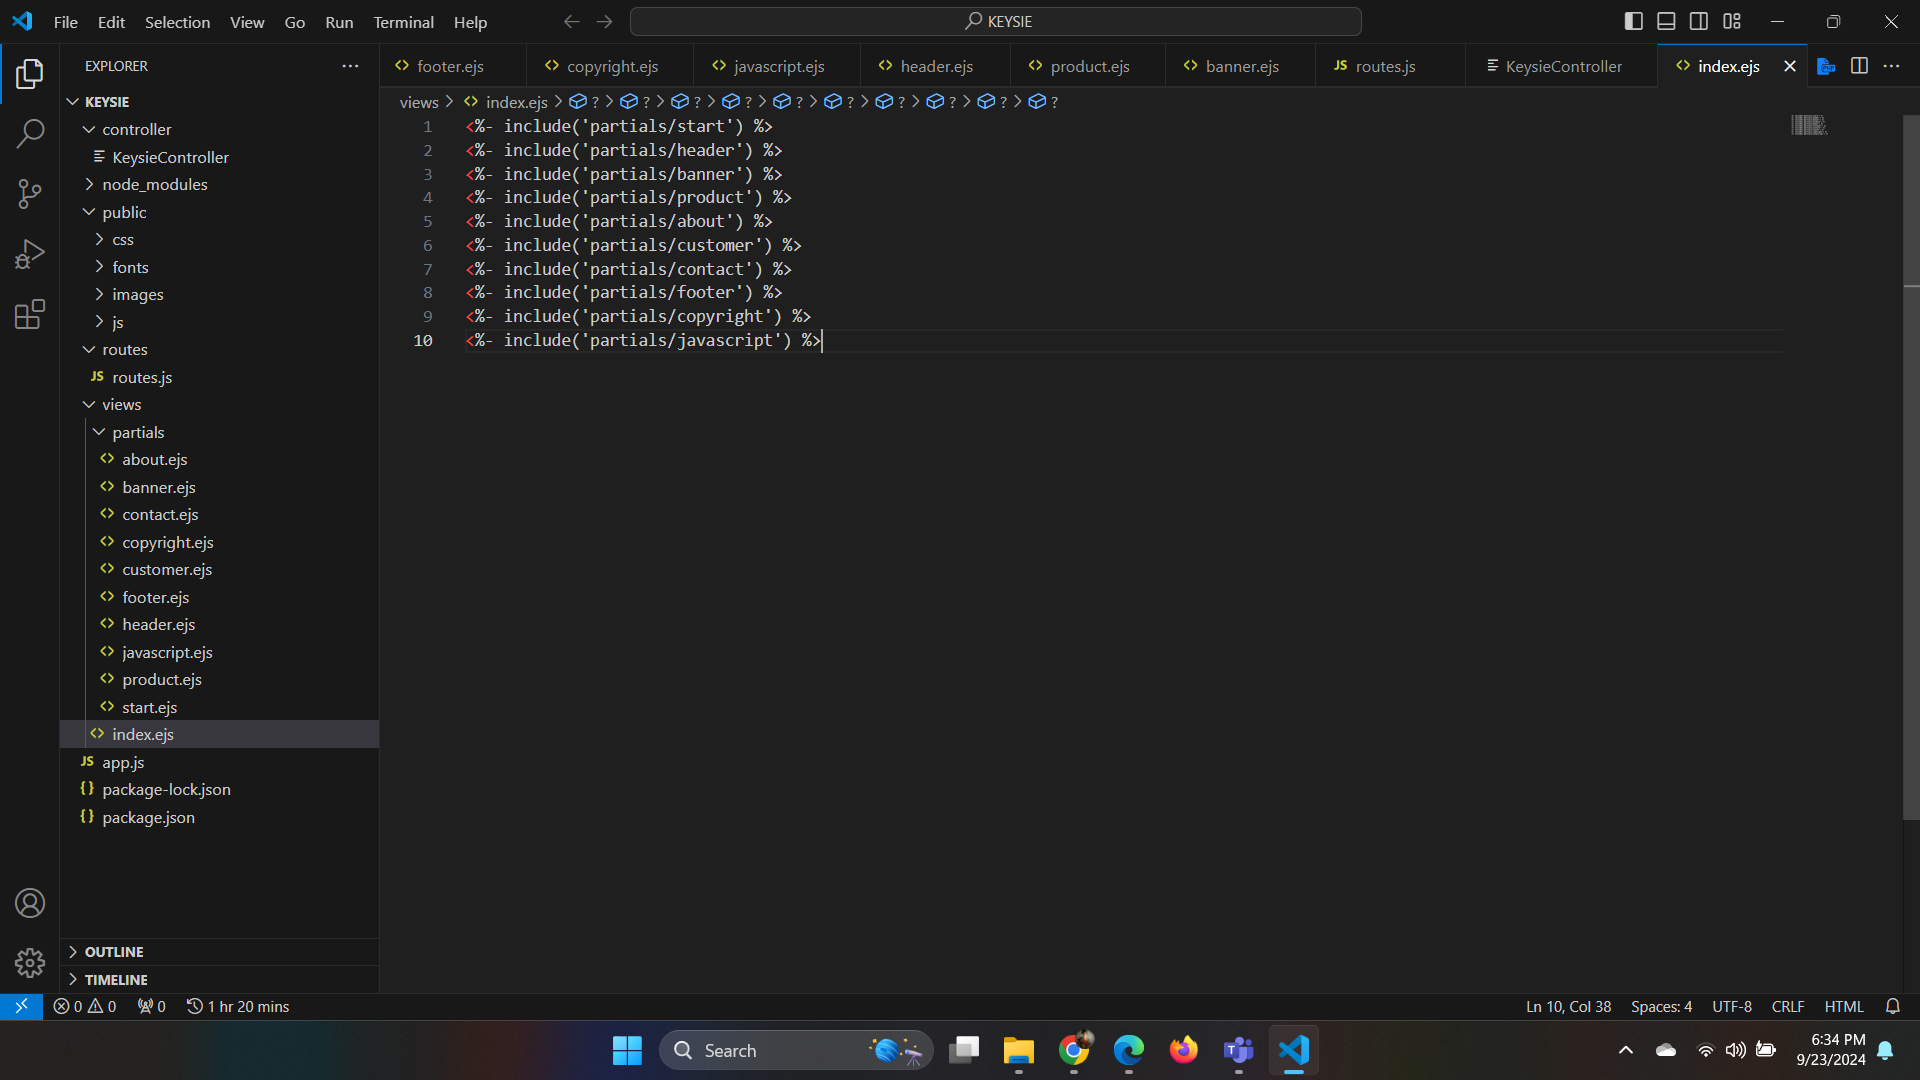 File Edit Selection View Go Run Terminal Help
KEYSIE
EXPLORER
footer.ejs
copyright.ejs
javascript.ejs
header.ejs
product.ejs
banner.ejs
JS routes.js
KeysieController
index.ejs
views > index.ejs > ? > ? > ? > ? > ? > ? > ? > ? > ? > ?
KEYSIE
controller
KeysieController
node_modules
public
css
fonts
images
js
routes
JS routes.js
views
partials
about.ejs
banner.ejs
contact.ejs
copyright.ejs
customer.ejs
footer.ejs
header.ejs
javascript.ejs
product.ejs
start.ejs
index.ejs
JS app.js
{} package-lock.json
{} package.json
OUTLINE
TIMELINE
1 <%- include('partials/start') %>
2 <%- include('partials/header') %>
3 <%- include('partials/banner') %>
4 <%- include('partials/product') %>
5 <%- include('partials/about') %>
6 <%- include('partials/customer') %>
7 <%- include('partials/contact') %>
8 <%- include('partials/footer') %>
9 <%- include('partials/copyright') %>
10 <%- include('partials/javascript') %>
0 0 0 1 hr 20 mins
Ln 10, Col 38 Spaces: 4 UTF-8 CRLF HTML
Search
6:34 PM
9/23/2024